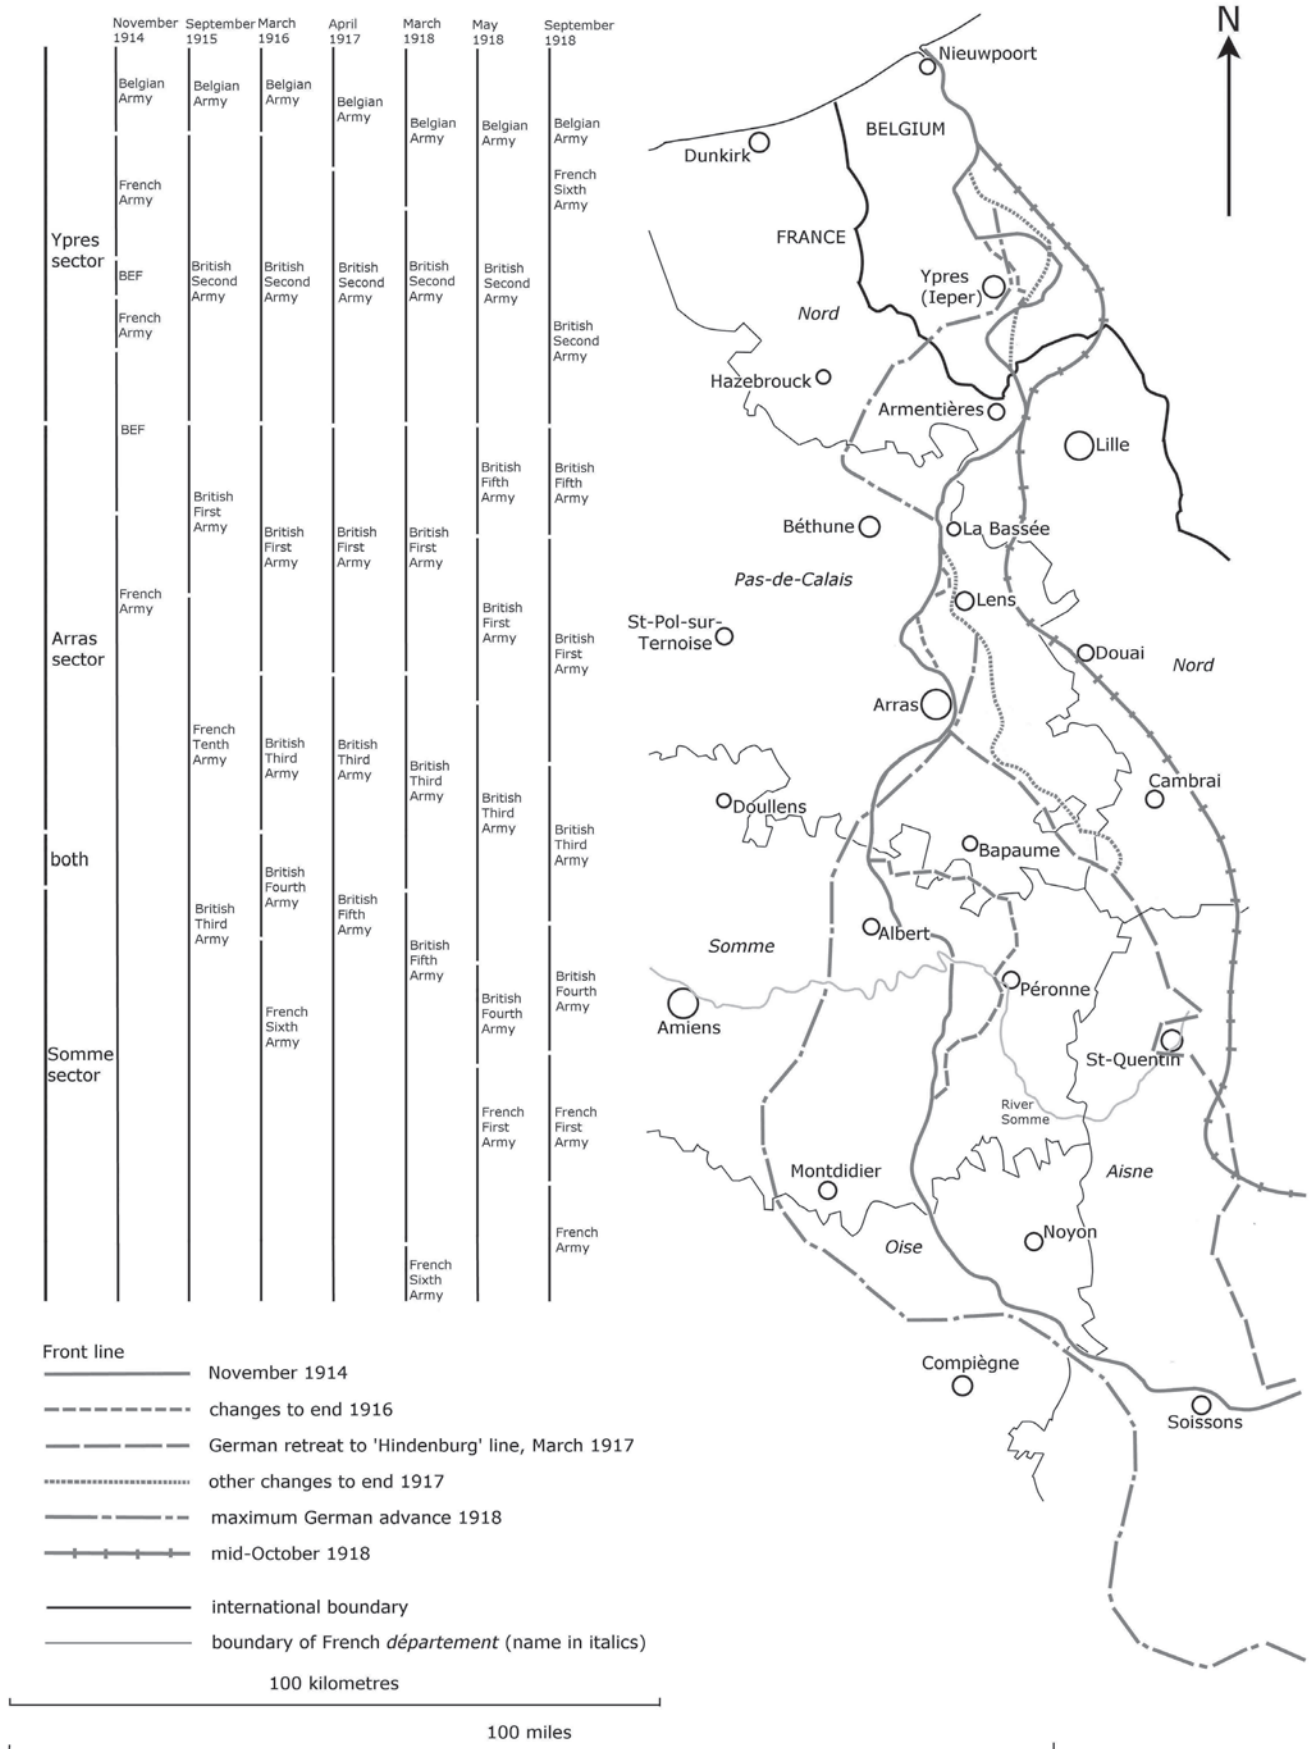 November 1914
September 1915
March 1916
April 1917
March 1918
May 1918
September 1918
Ypres
sector
Arras
sector
both
Somme
sector
Belgian
Army
French
Army
BEF
French
Army
BEF
French
Army
Belgian
Army
British
Second
Army
British
First
Army
French
Tenth
Army
British
Third
Army
Belgian
Army
British
Second
Army
British
First
Army
British
Third
Army
British
Fourth
Army
French
Sixth
Army
Belgian
Army
British
Second
Army
British
First
Army
British
Third
Army
British
Fifth
Army
Belgian
Army
British
Second
Army
British
First
Army
British
Third
Army
British
Fifth
Army
French
Sixth
Army
Belgian
Army
British
Second
Army
British
Fifth
Army
British
First
Army
British
Third
Army
British
Fourth
Army
French
First
Army
Belgian
Army
French
Sixth
Army
British
Second
Army
British
Fifth
Army
British
First
Army
British
Third
Army
British
Fourth
Army
French
First
Army
French
Army
N
Nieuwpoort
BELGIUM
Dunkirk
FRANCE
Ypres
(Ieper)
Nord
Hazebrouck
Armentières
Lille
Béthune
La Bassée
Pas-de-Calais
Lens
St-Pol-sur-
Ternoise
Douai
Nord
Arras
Cambrai
Doullens
Bapaume
Albert
Somme
Péronne
Amiens
St-Quentin
River
Somme
Montdidier
Aisne
Noyon
Oise
Compiègne
Soissons
Front line
November 1914
changes to end 1916
German retreat to 'Hindenburg' line, March 1917
other changes to end 1917
maximum German advance 1918
mid-October 1918
international boundary
boundary of French département (name in italics)
100 kilometres
100 miles